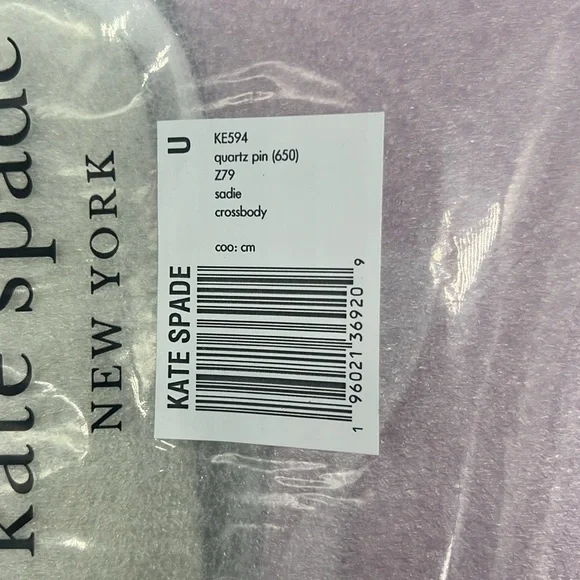 kate spade
NEW YORK
KATE SPADE
U
KE594
quartz pin (650)
Z79
sadie
crossbody
coo: cm
1 96021 36920 9